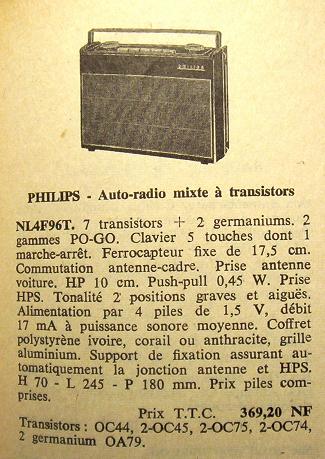 PHILIPS
PHILIPS - Auto-radio mixte à transistors
NL4F96T. 7 transistors + 2 germaniums. 2
gammes PO-GO. Clavier 5 touches dont 1
marche-arrêt. Ferrocapteur fixe de 17,5 cm.
Commutation antenne-cadre. Prise antenne
voiture. HP 10 cm. Push-pull 0,45 W. Prise
HPS. Tonalité 2 positions graves et aiguës.
Alimentation par 4 piles de 1,5 V, débit
17 mA à puissance sonore moyenne. Coffret
polystyrène ivoire, corail ou anthracite, grille
aluminium. Support de fixation assurant au-
tomatiquement la jonction antenne et HPS.
H 70 - L 245 - P 180 mm. Prix piles com-
prises.
Prix T.T.C. 369,20 NF
Transistors : OC44, 2-OC45, 2-OC75, 2-OC74,
2 germanium OA79.